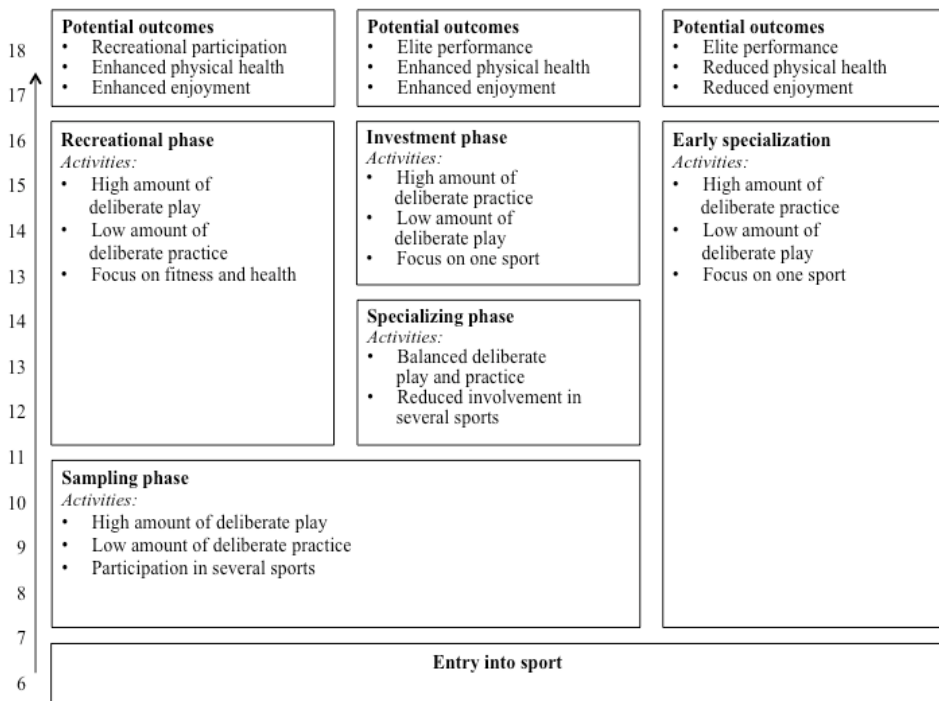 18
17
16
15
14
13
14
13
12
11
10
9
8
7
6
Potential outcomes
• Recreational participation
• Enhanced physical health
• Enhanced enjoyment
Potential outcomes
• Elite performance
• Enhanced physical health
• Enhanced enjoyment
Potential outcomes
• Elite performance
• Reduced physical health
• Reduced enjoyment
Recreational phase
Activities:
• High amount of
deliberate play
• Low amount of
deliberate practice
• Focus on fitness and health
Investment phase
Activities:
• High amount of
deliberate practice
• Low amount of
deliberate play
• Focus on one sport
Early specialization
Activities:
• High amount of
deliberate practice
• Low amount of
deliberate play
• Focus on one sport
Specializing phase
Activities:
• Balanced deliberate
play and practice
• Reduced involvement in
several sports
Sampling phase
Activities:
• High amount of deliberate play
• Low amount of deliberate practice
• Participation in several sports
Entry into sport